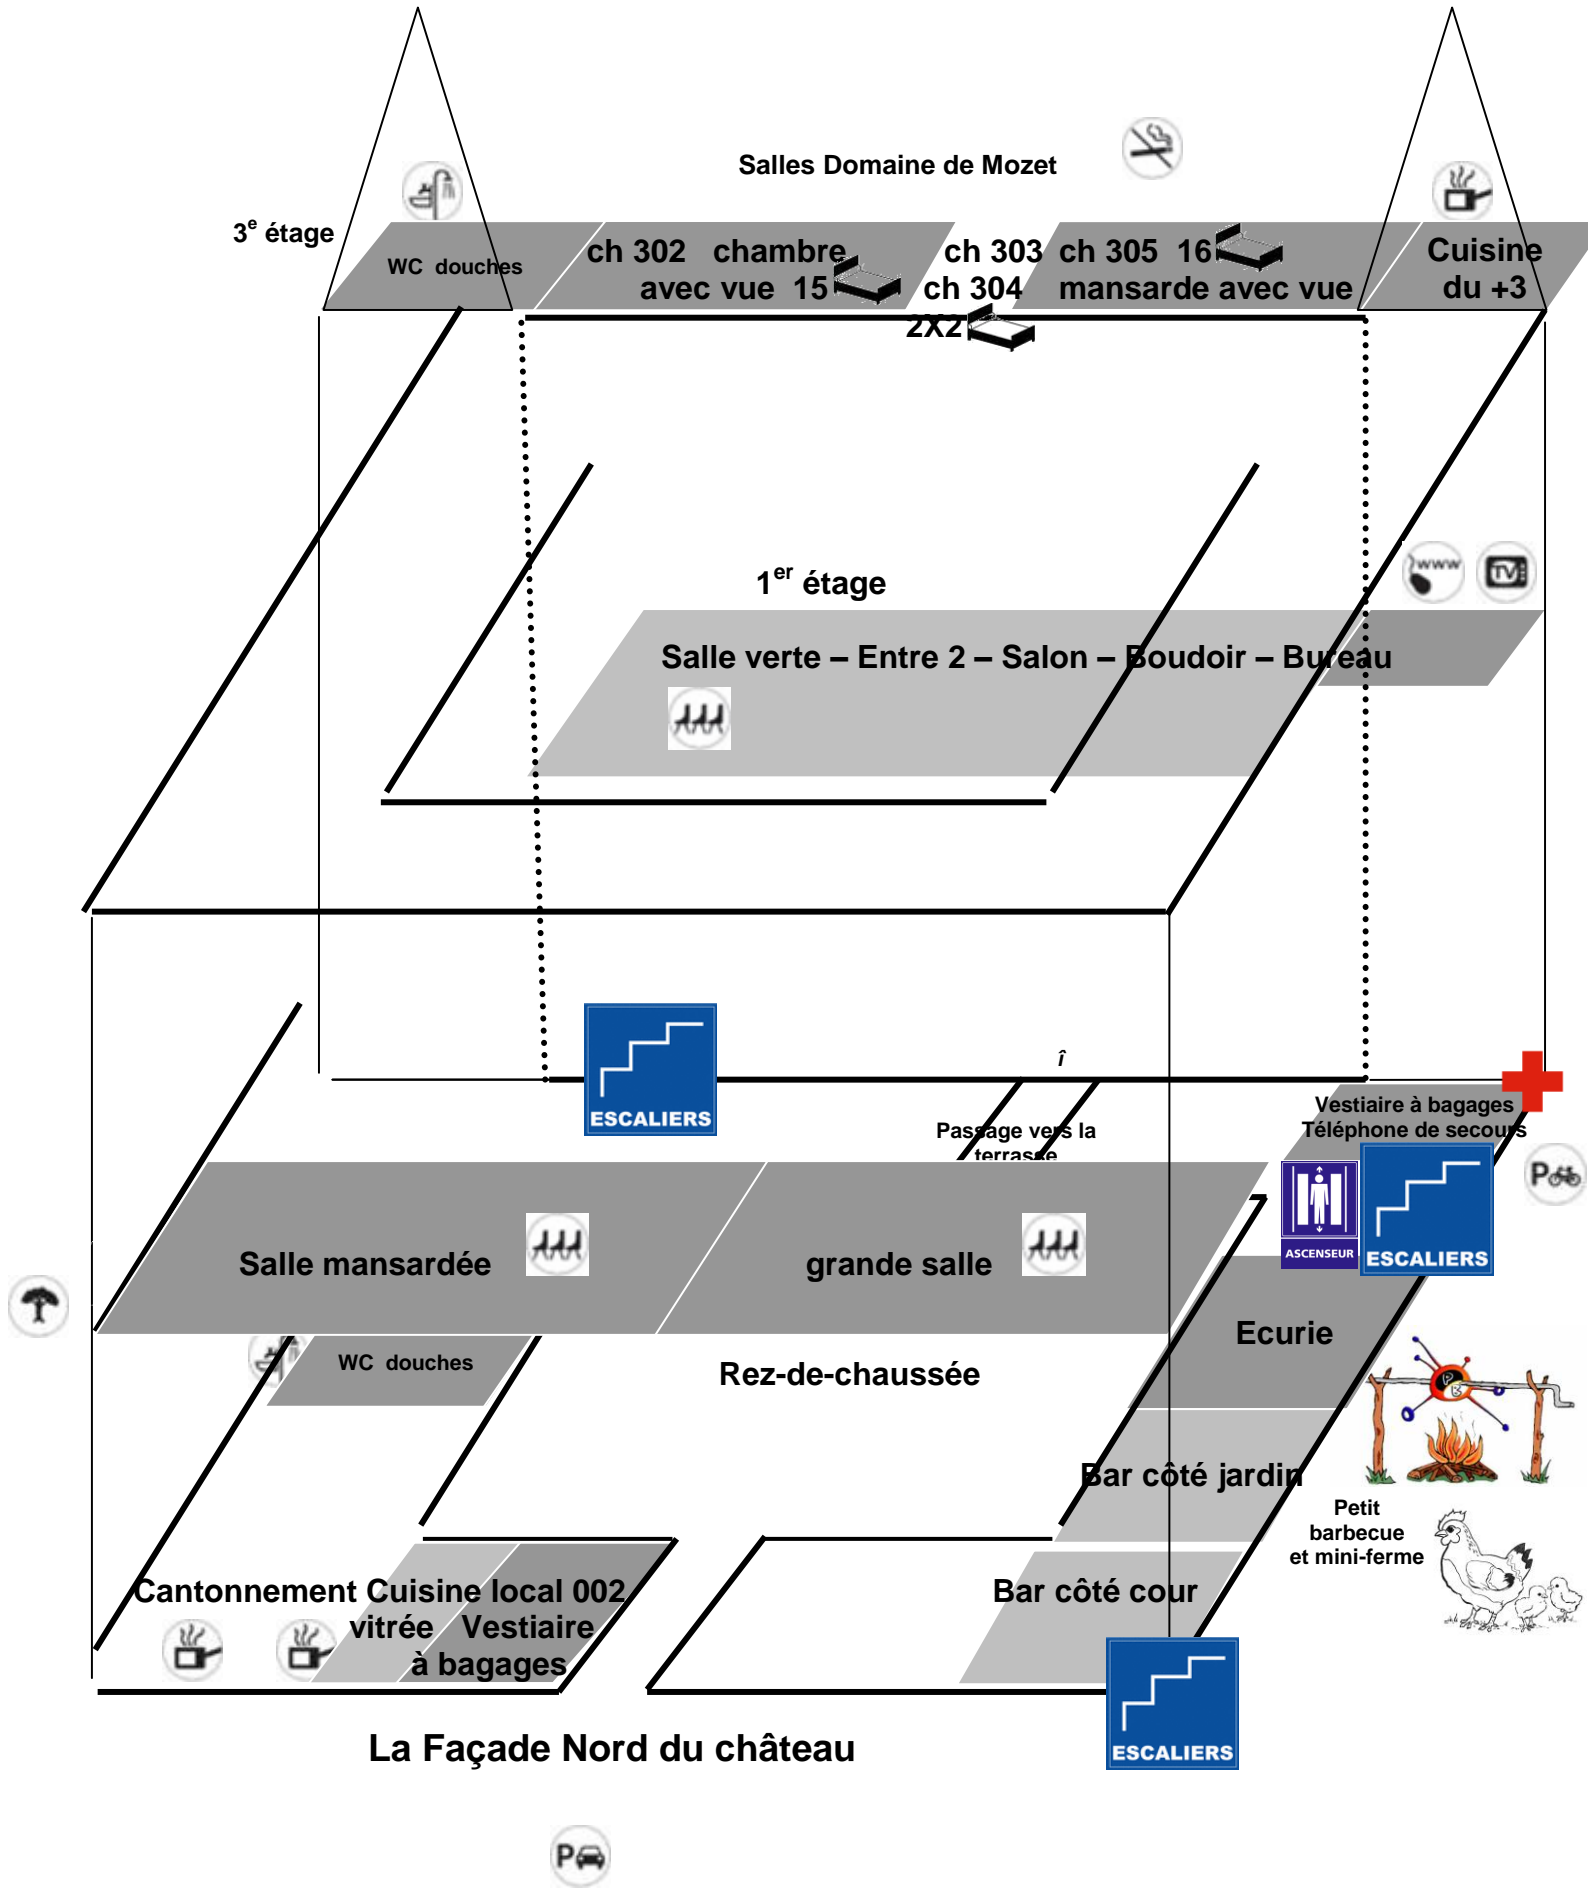 Salles Domaine de Mozet
3e étage
WC douches
ch 302 chambre
avec vue 15
ch 303
ch 304
2X2
ch 305 16
mansarde avec vue
Cuisine
du +3
1er étage
www
TV
Salle verte – Entre 2 – Salon – Boudoir – Bureau
ESCALIERS
î
Passage vers la
terrasse
Vestiaire à bagages
Téléphone de secours
P
ASCENSEUR
ESCALIERS
Salle mansardée
grande salle
Ecurie
WC douches
Rez-de-chaussée
P
Bar côté jardin
Petit
barbecue
et mini-ferme
Cantonnement Cuisine local 002
vitrée Vestiaire
à bagages
Bar côté cour
ESCALIERS
La Façade Nord du château
P